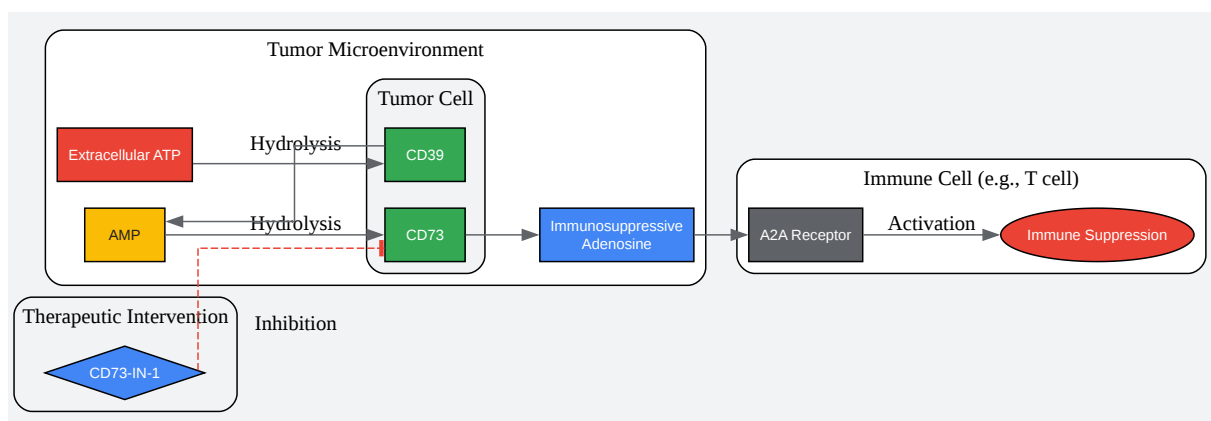 Tumor Microenvironment
Tumor Cell
Extracellular ATP
Hydrolysis
CD39
AMP
Hydrolysis
CD73
Immunosuppressive
Adenosine
Immune Cell (e.g., T cell)
A2A Receptor
Activation
Immune Suppression
Therapeutic Intervention
Inhibition
CD73-IN-1